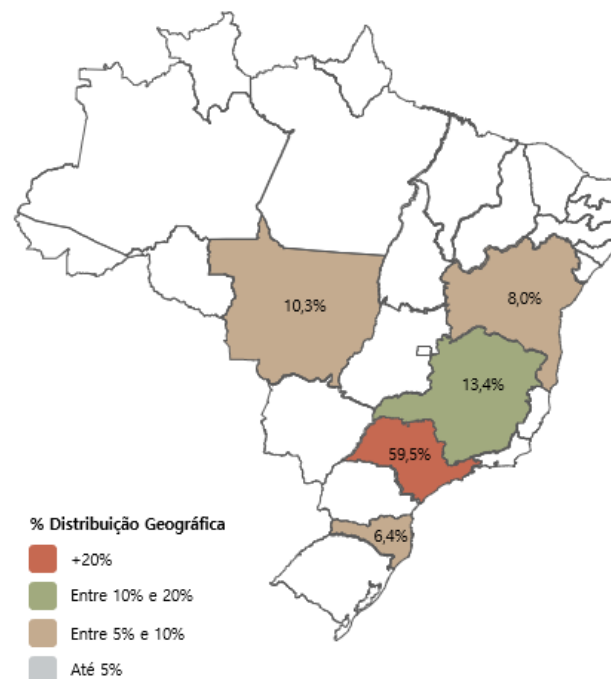 10,3%
8,0%
13,4%
59,5%
6,4%
% Distribuição Geográfica
+20%
Entre 10% e 20%
Entre 5% e 10%
Até 5%